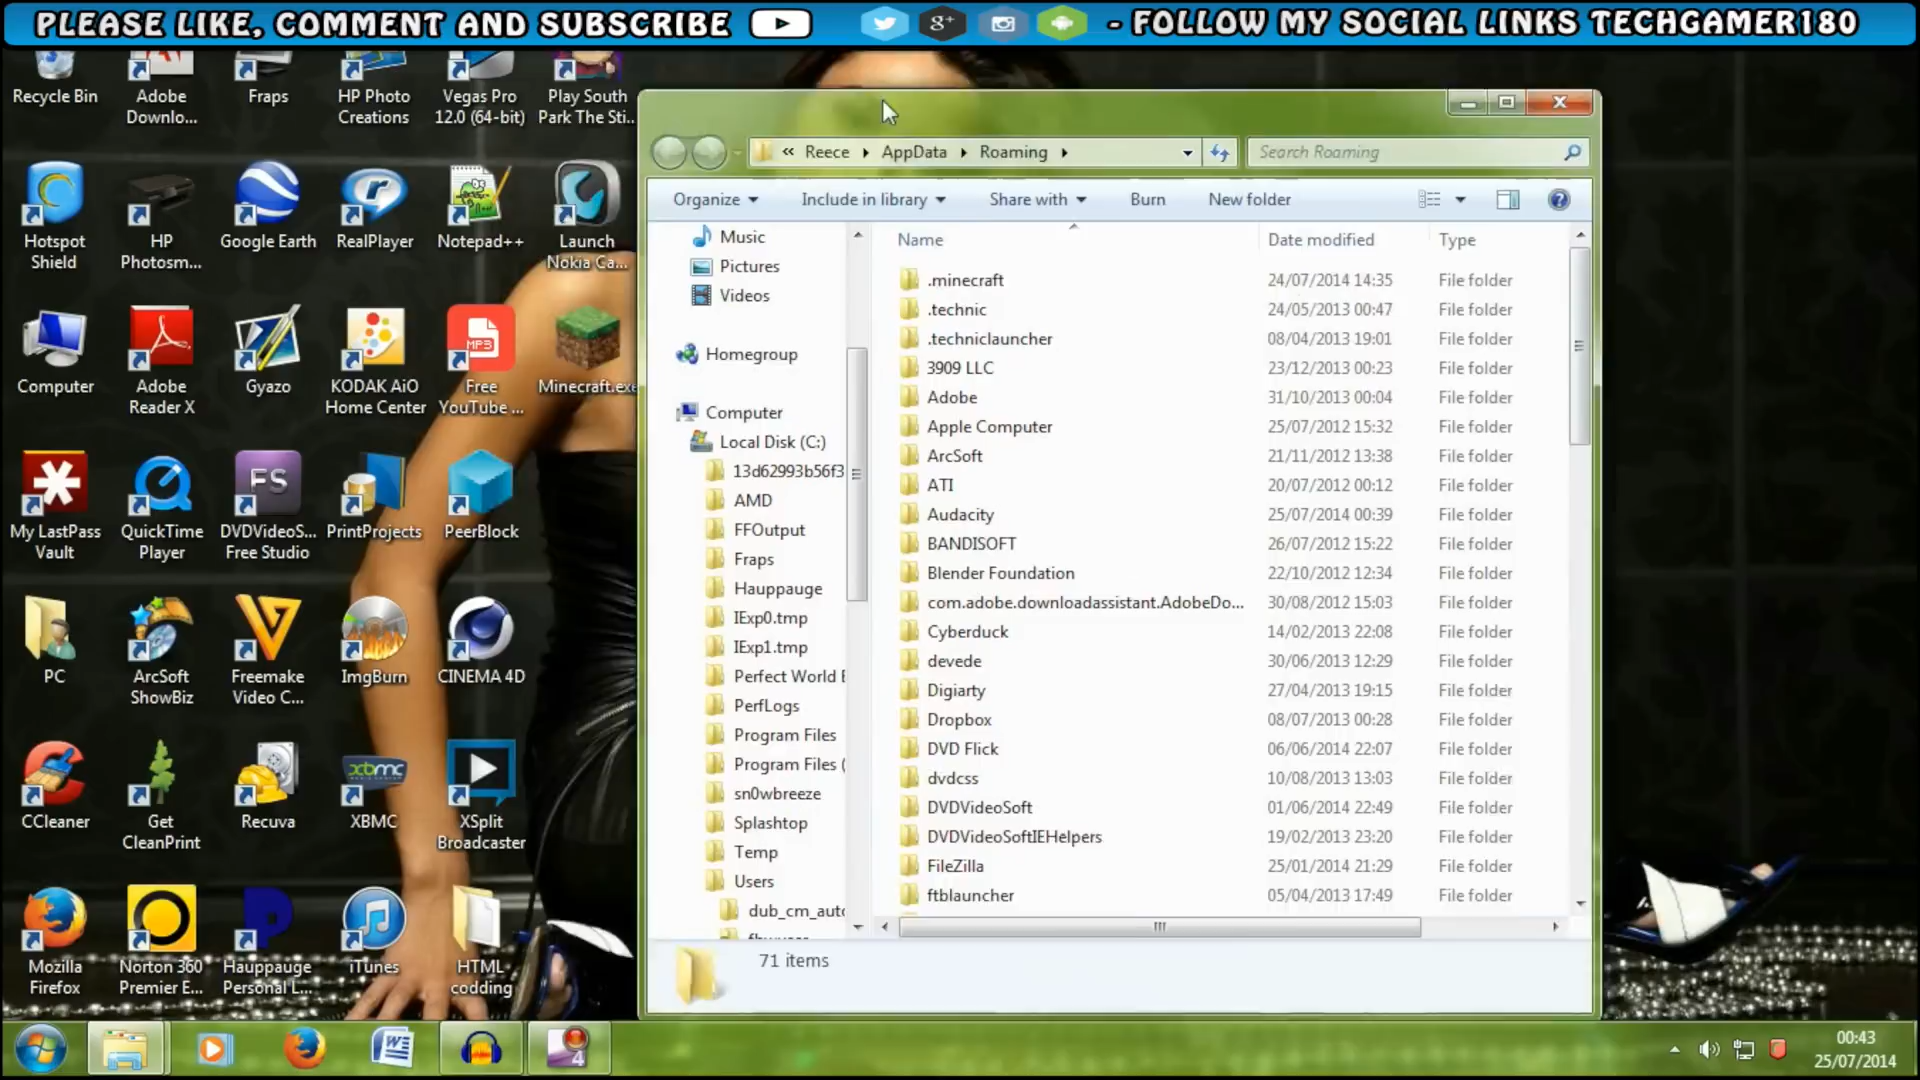 PLEASE LIKE, COMMENT AND SUBSCRIBE
- FOLLOW MY SOCIAL LINKS TECHGAMER180
Recycle Bin
Adobe
Downlo...
Fraps
HP Photo
Creations
Vegas Pro
12.0 (64-bit)
Play South
Park The Sti...
Hotspot
Shield
HP
Photosm...
Google Earth
RealPlayer
Notepad++
Launch
Nokia Ca...
Computer
Adobe
Reader X
Gyazo
KODAK AiO
Home Center
MP3
Free
YouTube ...
Minecraft.exe
My LastPass
Vault
QuickTime
Player
FS
DVDVideoS...
Free Studio
PrintProjects
PeerBlock
PC
ArcSoft
ShowBiz
Freemake
Video C...
ImgBurn
CINEMA 4D
CCleaner
Get
CleanPrint
Recuva
xbmc
XBMC
XSplit
Broadcaster
Mozilla
Firefox
Norton 360
Premier E...
Hauppauge
Personal L...
iTunes
HTML
codding
« Reece AppData Roaming
Search Roaming
Organize
Include in library
Share with
Burn
New folder
Music
Pictures
Videos
Homegroup
Computer
Local Disk (C:)
13d62993b56f3
AMD
FFOutput
Fraps
Hauppauge
IExp0.tmp
IExp1.tmp
Perfect World E
PerfLogs
Program Files
Program Files (
sn0wbreeze
Splashtop
Temp
Users
dub_cm_auto
Name Date modified Type
.minecraft 24/07/2014 14:35 File folder
.technic 24/05/2013 00:47 File folder
.techniclauncher 08/04/2013 19:01 File folder
3909 LLC 23/12/2013 00:23 File folder
Adobe 31/10/2013 00:04 File folder
Apple Computer 25/07/2012 15:32 File folder
ArcSoft 21/11/2012 13:38 File folder
ATI 20/07/2012 00:12 File folder
Audacity 25/07/2014 00:39 File folder
BANDISOFT 26/07/2012 15:22 File folder
Blender Foundation 22/10/2012 12:34 File folder
com.adobe.downloadassistant.AdobeDo... 30/08/2012 15:03 File folder
Cyberduck 14/02/2013 22:08 File folder
devede 30/06/2013 12:29 File folder
Digiarty 27/04/2013 19:15 File folder
Dropbox 08/07/2013 00:28 File folder
DVD Flick 06/06/2014 22:07 File folder
dvdcss 10/08/2013 13:03 File folder
DVDVideoSoft 01/06/2014 22:49 File folder
DVDVideoSoftIEHelpers 19/02/2013 23:20 File folder
FileZilla 25/01/2014 21:29 File folder
ftblauncher 05/04/2013 17:49 File folder
71 items
4
00:43
25/07/2014